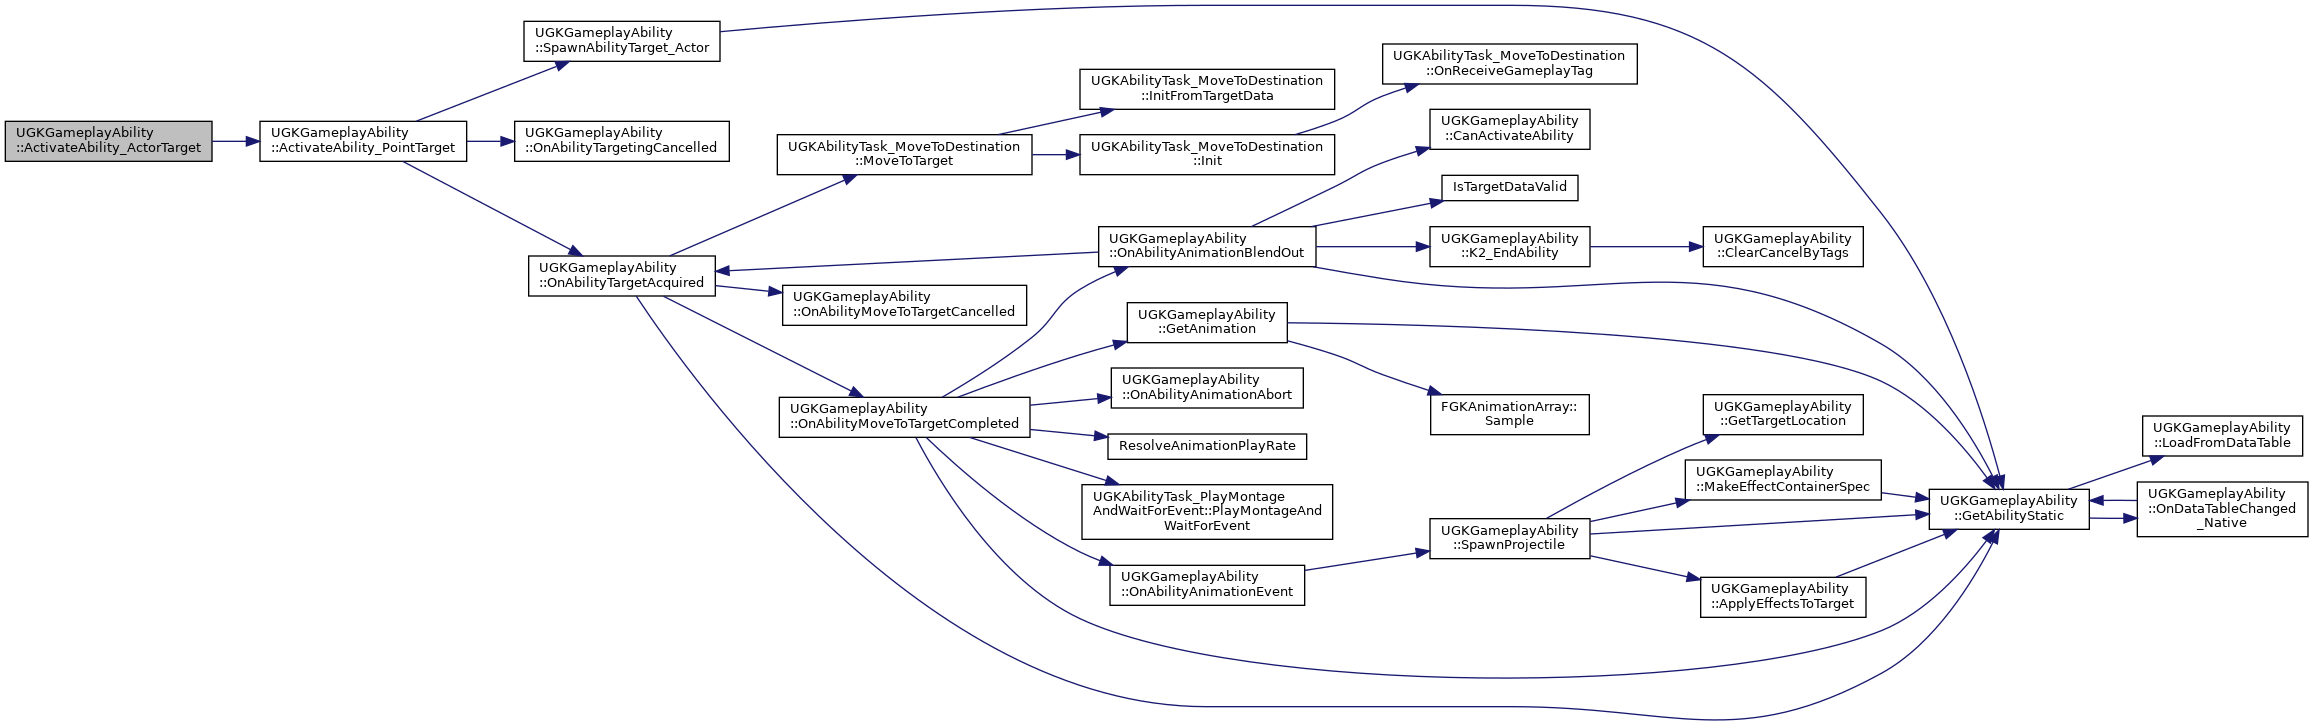 UGKGameplayAbility
::ActivateAbility_ActorTarget
UGKGameplayAbility
::ActivateAbility_PointTarget
UGKGameplayAbility
::SpawnAbilityTarget_Actor
UGKGameplayAbility
::OnAbilityTargetingCancelled
UGKGameplayAbility
::OnAbilityTargetAcquired
UGKAbilityTask_MoveToDestination
::MoveToTarget
UGKGameplayAbility
::OnAbilityMoveToTargetCancelled
UGKGameplayAbility
::OnAbilityMoveToTargetCompleted
UGKAbilityTask_MoveToDestination
::InitFromTargetData
UGKAbilityTask_MoveToDestination
::Init
UGKGameplayAbility
::OnAbilityAnimationBlendOut
UGKGameplayAbility
::GetAnimation
UGKGameplayAbility
::OnAbilityAnimationAbort
ResolveAnimationPlayRate
UGKAbilityTask_PlayMontage
AndWaitForEvent::PlayMontageAnd
WaitForEvent
UGKGameplayAbility
::OnAbilityAnimationEvent
UGKAbilityTask_MoveToDestination
::OnReceiveGameplayTag
UGKGameplayAbility
::CanActivateAbility
IsTargetDataValid
UGKGameplayAbility
::K2_EndAbility
FGKAnimationArray::
Sample
UGKGameplayAbility
::SpawnProjectile
UGKGameplayAbility
::ClearCancelByTags
UGKGameplayAbility
::GetTargetLocation
UGKGameplayAbility
::MakeEffectContainerSpec
UGKGameplayAbility
::ApplyEffectsToTarget
UGKGameplayAbility
::GetAbilityStatic
UGKGameplayAbility
::LoadFromDataTable
UGKGameplayAbility
::OnDataTableChanged
_Native